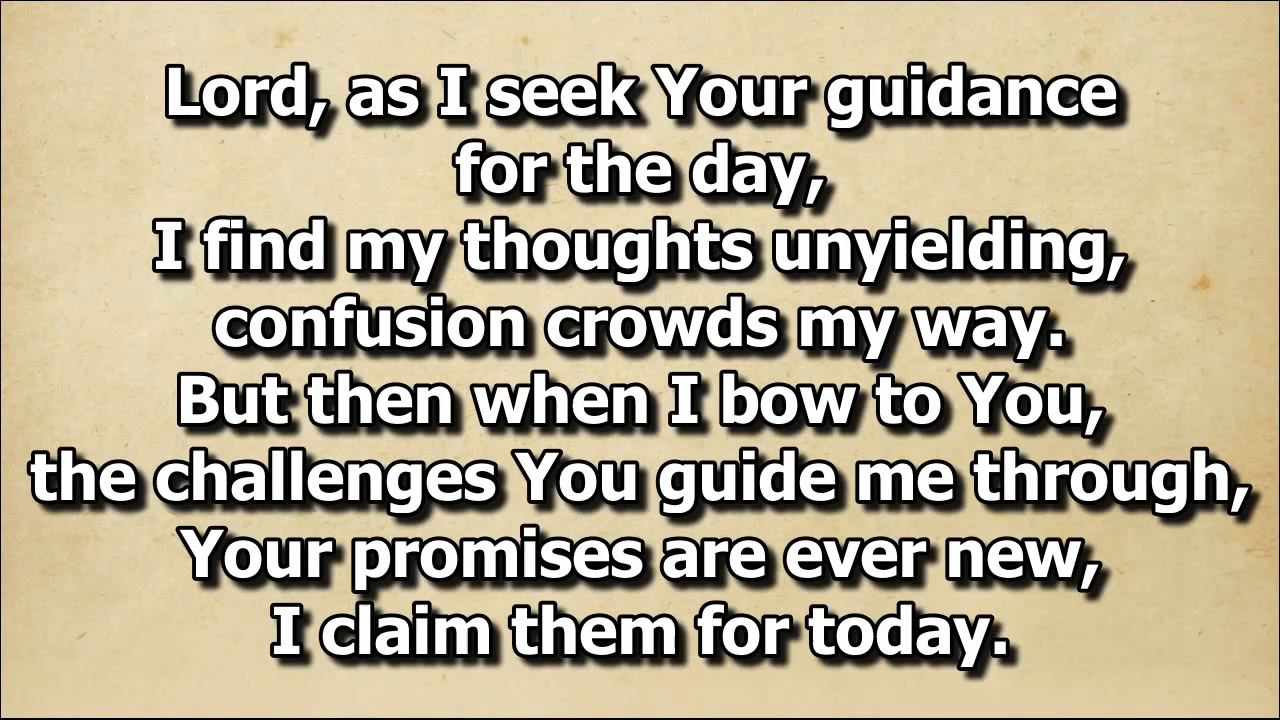 Lord, as I seek Your guidance
for the day,
I find my thoughts unyielding,
confusion crowds my way.
But then when I bow to You,
the challenges You guide me through,
Your promises are ever new,
I claim them for today.